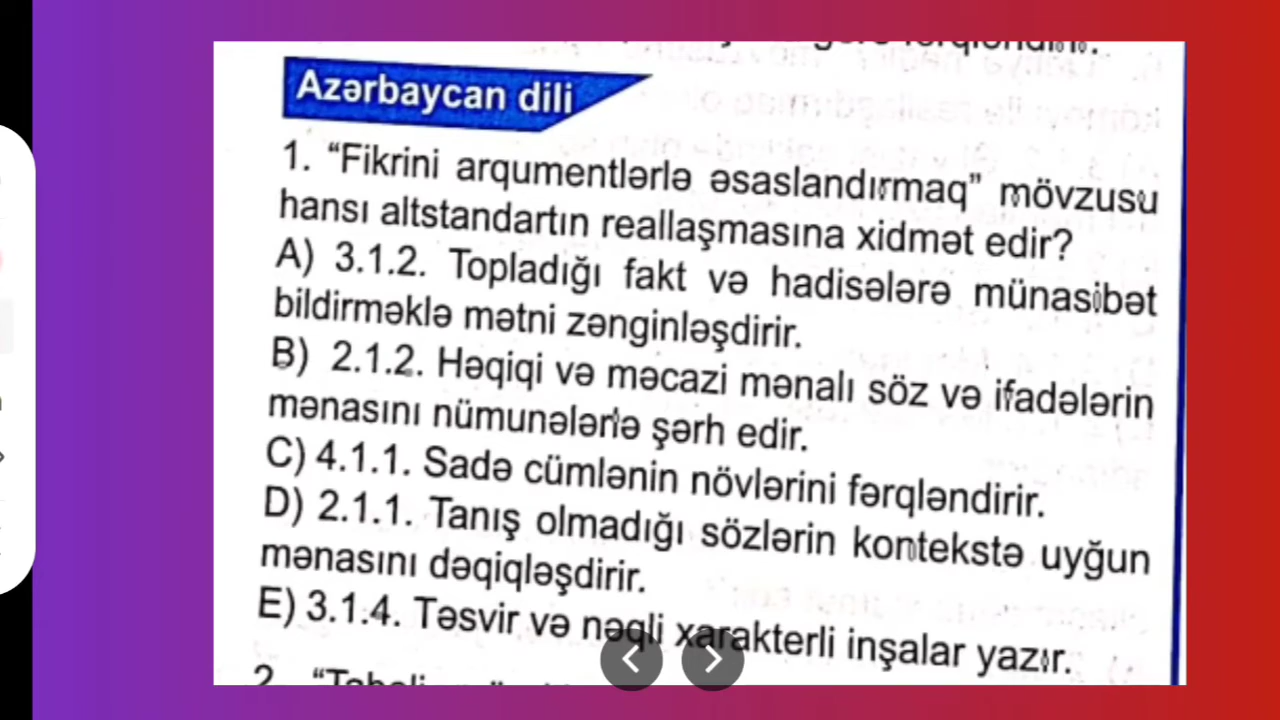 Azərbaycan dili
1. “Fikrini arqumentlərlə əsaslandırmaq” mövzusu
hansı altstandartın reallaşmasına xidmət edir?
A) 3.1.2. Topladığı fakt və hadisələrə münasibət
bildirməklə mətni zənginləşdirir.
B) 2.1.2. Həqiqi və məcazi mənalı söz və ifadələrin
mənasını nümunələrlə şərh edir.
C) 4.1.1. Sadə cümlənin növlərini fərqləndirir.
D) 2.1.1. Tanış olmadığı sözlərin kontekstə uyğun
mənasını dəqiqləşdirir.
E) 3.1.4. Təsvir və nəqli xarakterli inşalar yazır.
2.